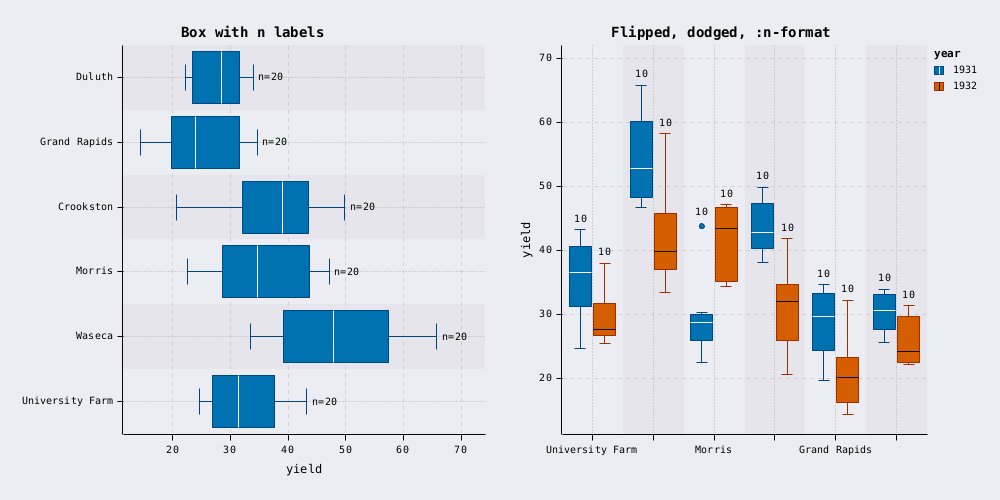 Box with n labels
Duluth
n=20
Grand Rapids
n=20
Crookston
n=20
Morris
n=20
Waseca
n=20
University Farm
n=20
20 30 40 50 60 70
yield
Flipped, dodged, :n-format
yield
70
60
50
40
30
20
10 10 10 10 10 10 10 10 10 10 10 10
University Farm Morris Grand Rapids
year
1931
1932